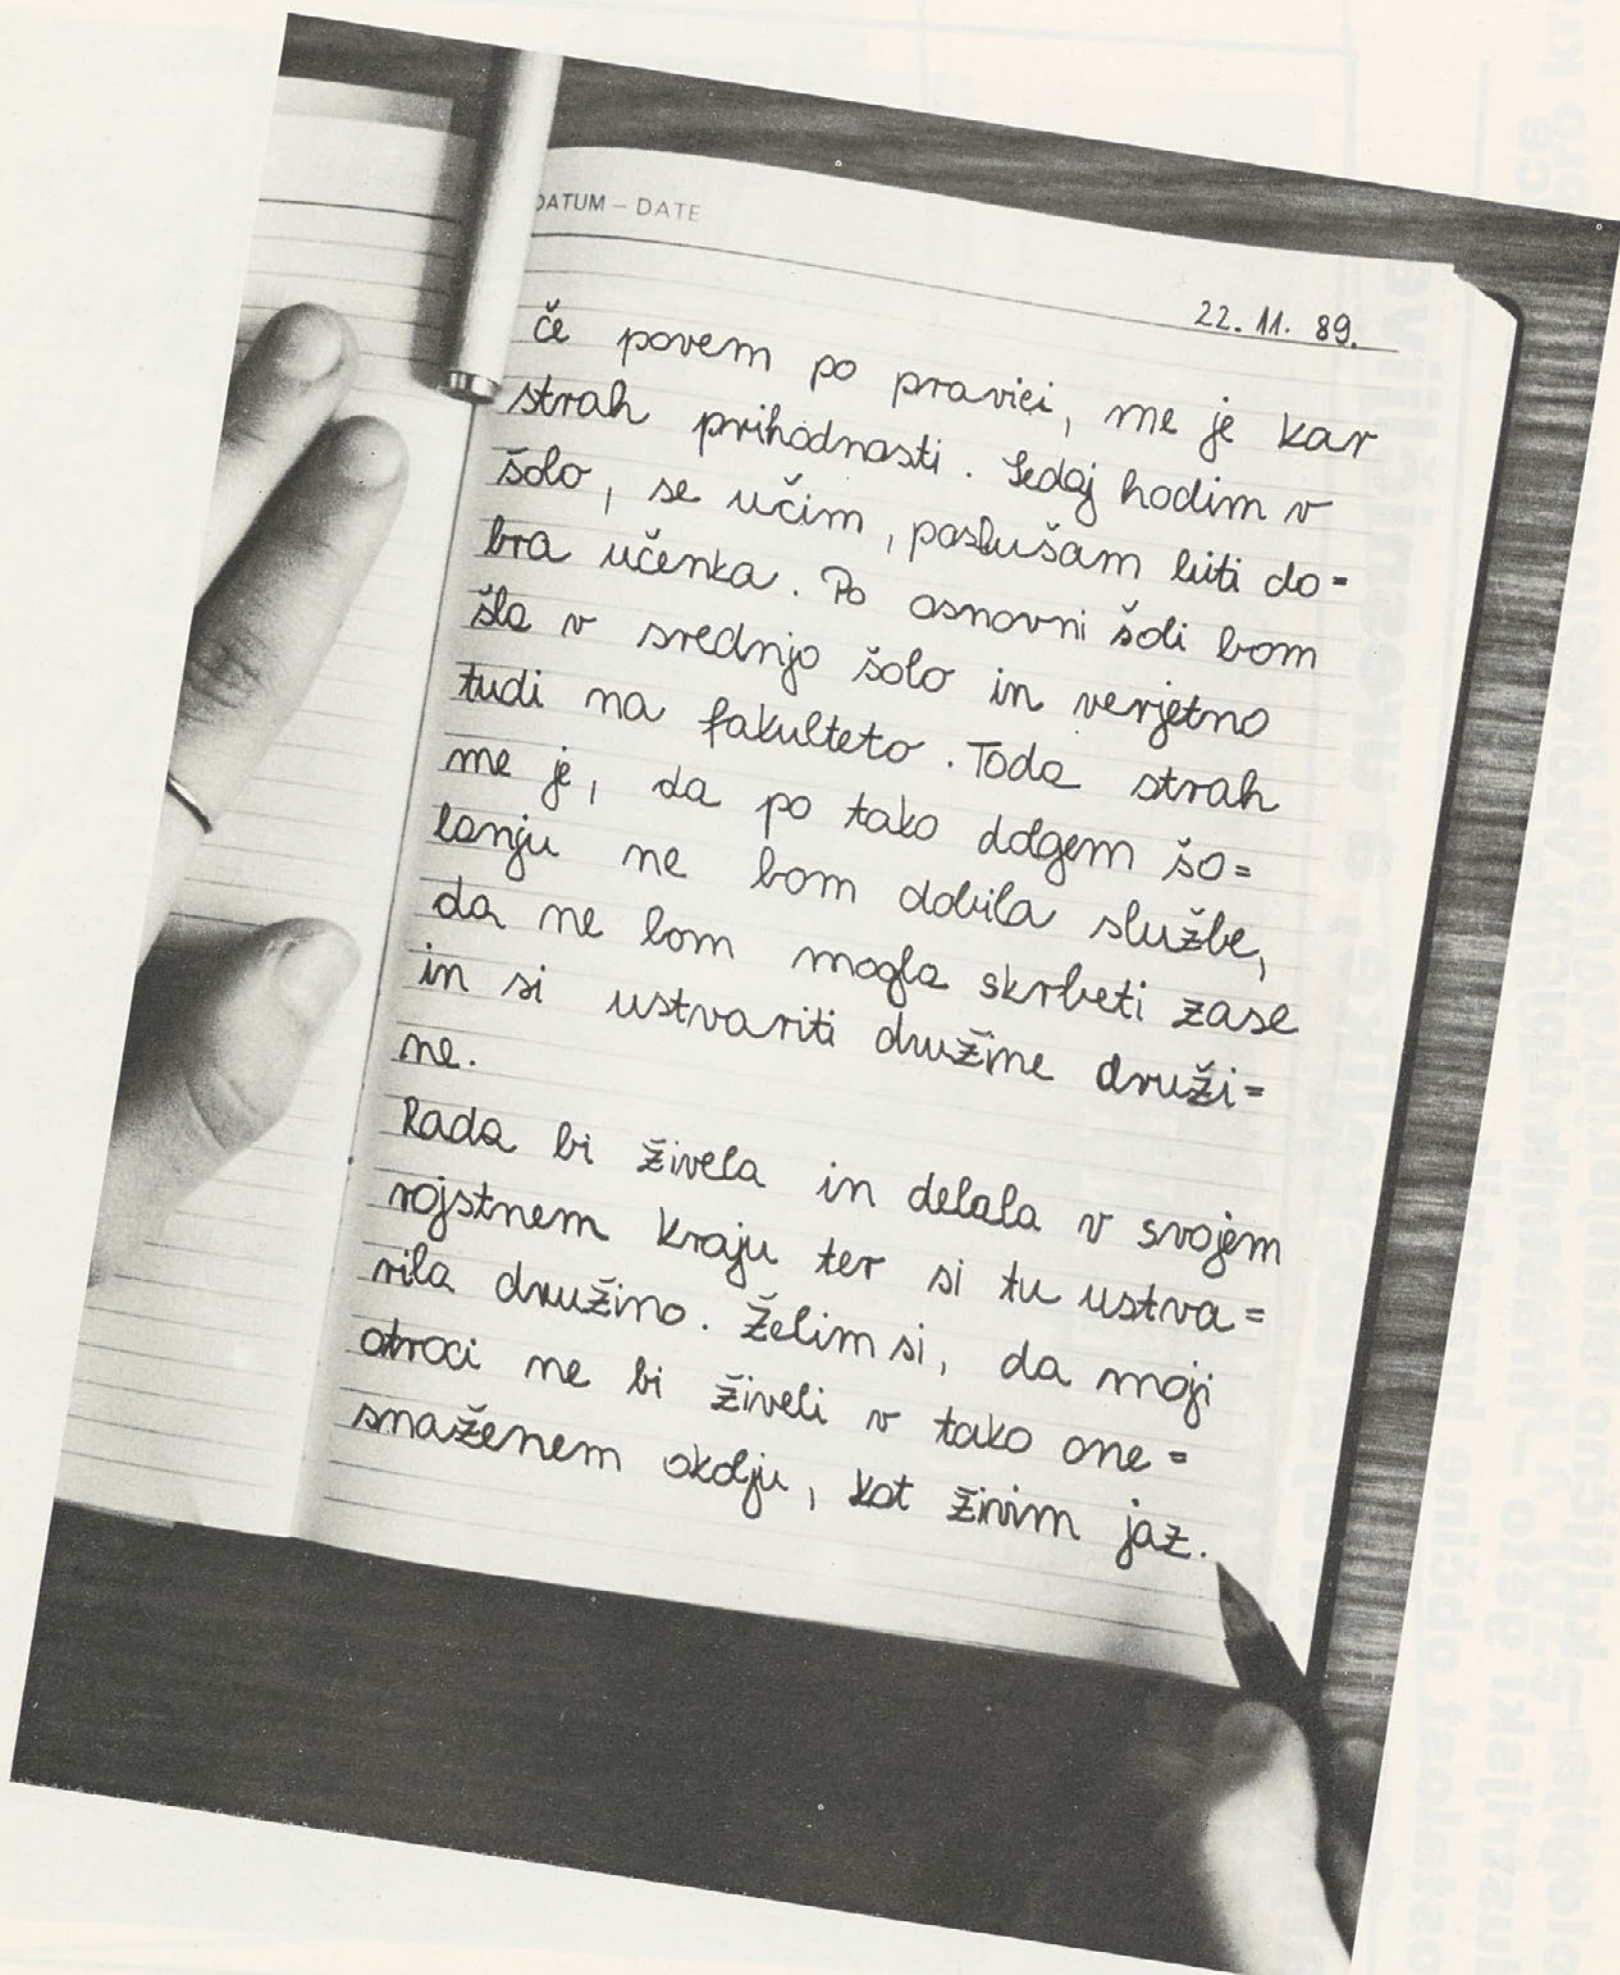 DATUM – DATE
22. 11. 89.
če povem po pravici, me je kar
strah prihodnosti. Sedaj hodim v
šolo, se učim, poslušam biti do=
bra učenka. Po osnovni šoli bom
šla v srednjo šolo in verjetno
tudi na fakulteto. Toda strah
me je, da po tako dolgem šo=
lanju ne bom dobila službe,
da ne bom mogla skrbeti zase
in si ustvariti družine druži=
ne.
Rada bi živela in delala v svojem
rojstnem kraju ter si tu ustva=
rila družino. Želim si, da moji
otroci ne bi živeli v tako one=
snaženem okolju, kot živim jaz.